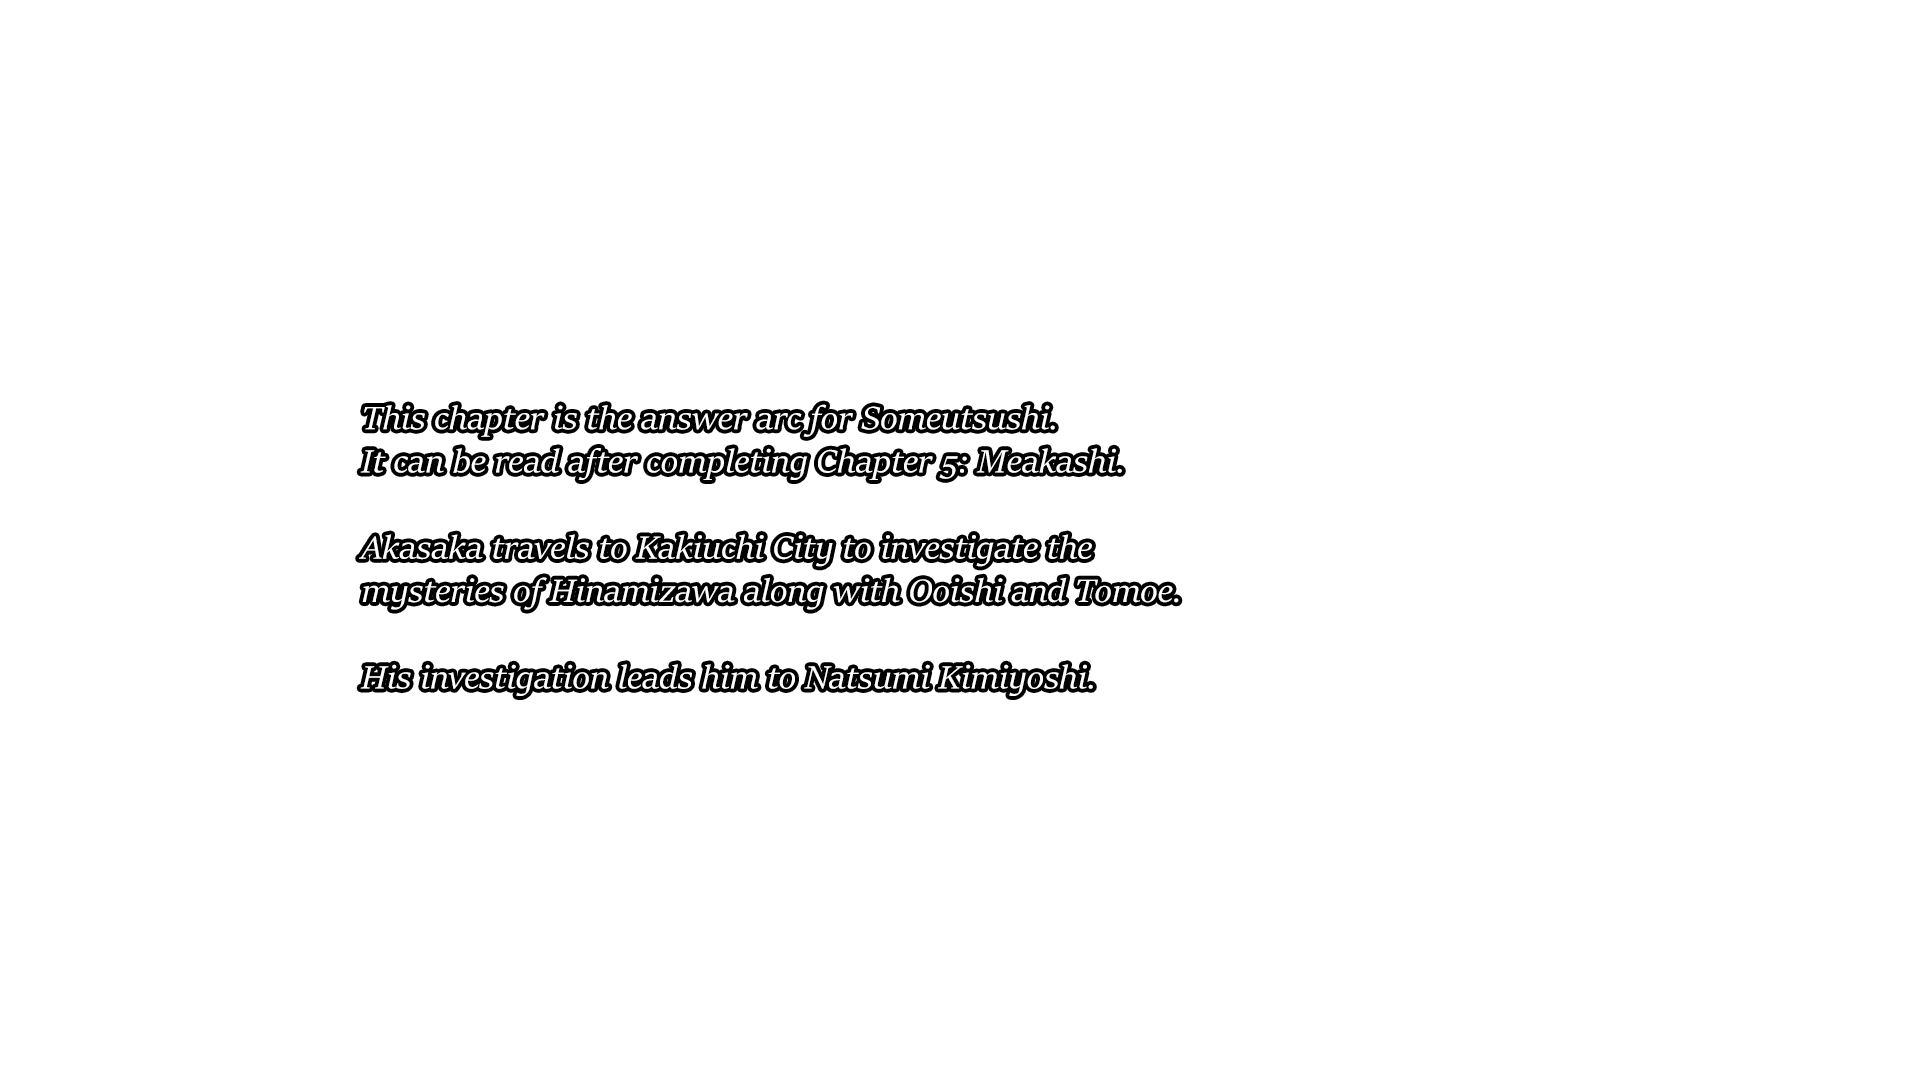 This chapter is the answer arc for Someutsushi.
It can be read after completing Chapter 5: Meakashi.
Akasaka travels to Kakiuchi City to investigate the
mysteries of Hinamizawa along with Ooishi and Tomoe.
His investigation leads him to Natsumi Kimiyoshi.